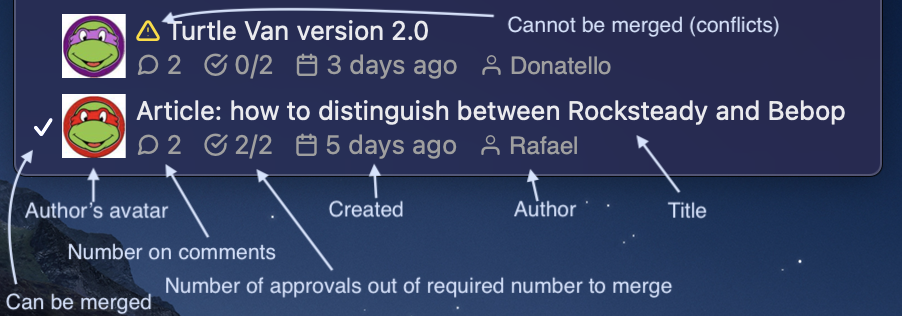 Turtle Van version 2.0
Cannot be merged (conflicts)
2 0/2 3 days ago Donatello
Article: how to distinguish between Rocksteady and Bebop
2 2/2 5 days ago Rafael
Author's avatar
Created
Author
Title
Number on comments
Number of approvals out of required number to merge
Can be merged